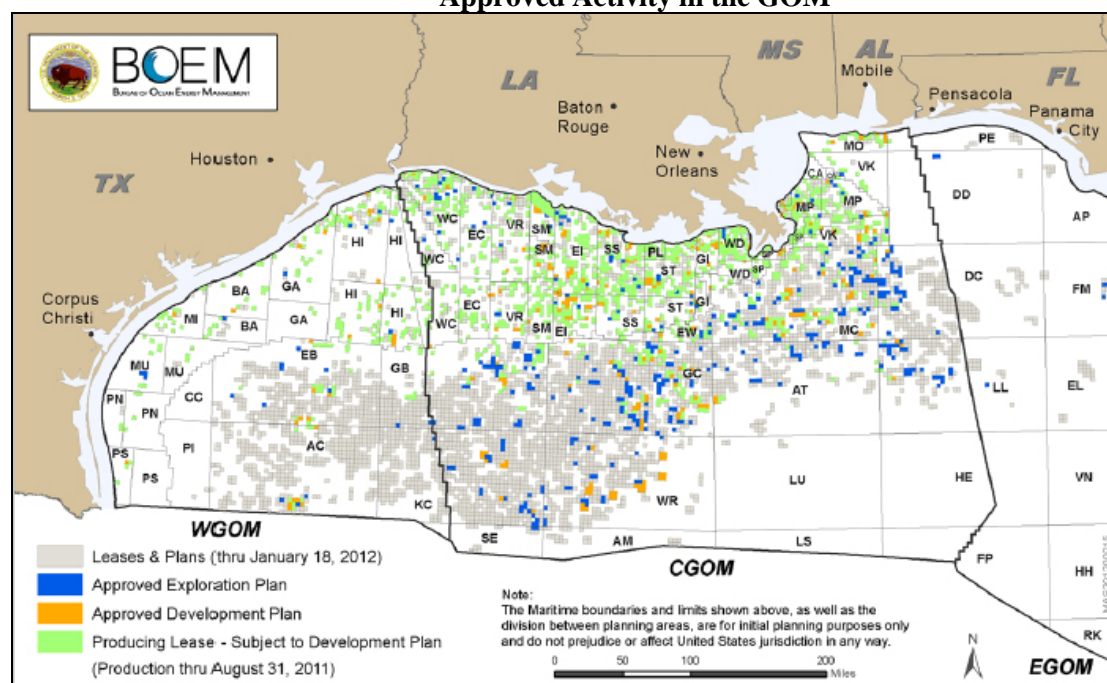 Approved Activity in the GOM
BOEM
BUREAU OF OCEAN ENERGY MANAGEMENT
TX
LA
MS
AL
FL
Mobile
Pensacola
Panama
City
Baton
Rouge
New
Orleans
Houston
Corpus
Christi
MO
VK
CA
MP
MP
VK
PE
DD
AP
DC
FM
LL
EL
HE
VN
FP
HH
RK
WC
EC
VR
SM
SM
EI
SS
PL
ST
GI
WD
WD
SP
WC
EC
WC
VR
SM
EI
SS
ST
GI
EW
MC
GC
AT
HI
HI
HI
HI
GA
GA
BA
BA
MI
MU
MU
PN
PN
PS
PS
EB
GB
CC
PI
AC
KC
SE
AM
WR
LU
LS
WGOM
CGOM
EGOM
Leases & Plans (thru January 18, 2012)
Approved Exploration Plan
Approved Development Plan
Producing Lease - Subject to Development Plan
(Production thru August 31, 2011)
Note:
The Maritime boundaries and limits shown above, as well as the
division between planning areas, are for initial planning purposes only
and do not prejudice or affect United States jurisdiction in any way.
0 50 100 200
Miles
N